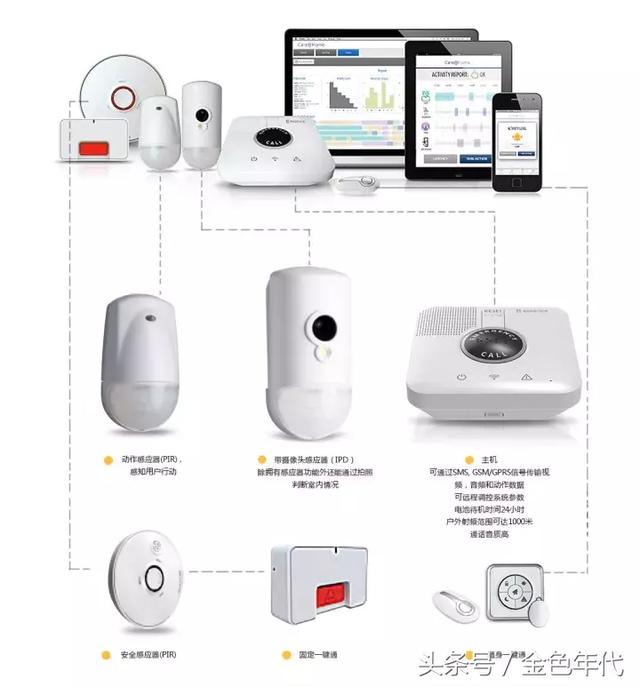 Care@Home
Care@Home
ACTIVITY REPORT: OK
CALL
RESET
EMERGENCY
CALL
动作感应器(PIR),
感知用户行动
带摄像头感应器（IPD）
除拥有感应器功能外还能通过拍照
判断室内情况
主机
可通过SMS, GSM/GPRS信号传输视
频，音频和动作数据
可远程调控系统参数
电池待机时间24小时
户外射频范围可达1000米
通话音质高
安全感应器(PIR)
固定一键通
随身一键通
头条号 / 金色年代